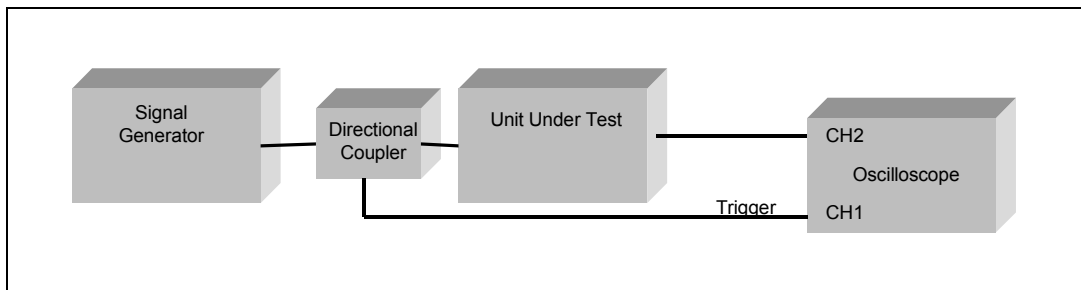 Signal
Generator
Directional
Coupler
Unit Under Test
CH2
Oscilloscope
Trigger
CH1